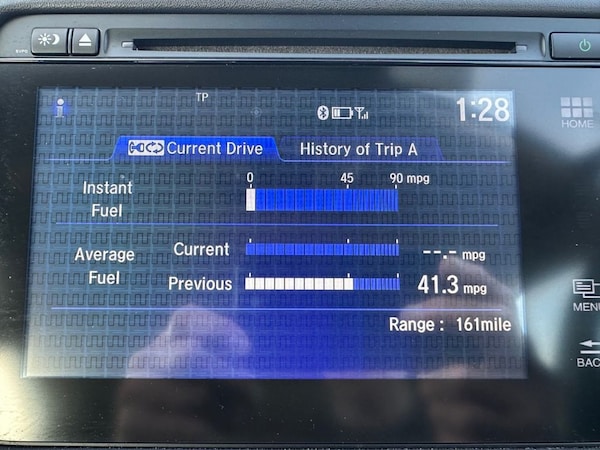 TP
1:28
HOME
Current Drive
History of Trip A
Instant Fuel
0 45 90 mpg
Average Fuel
Current --.- mpg
Previous 41.3 mpg
Range : 161mile
MENU
BACK